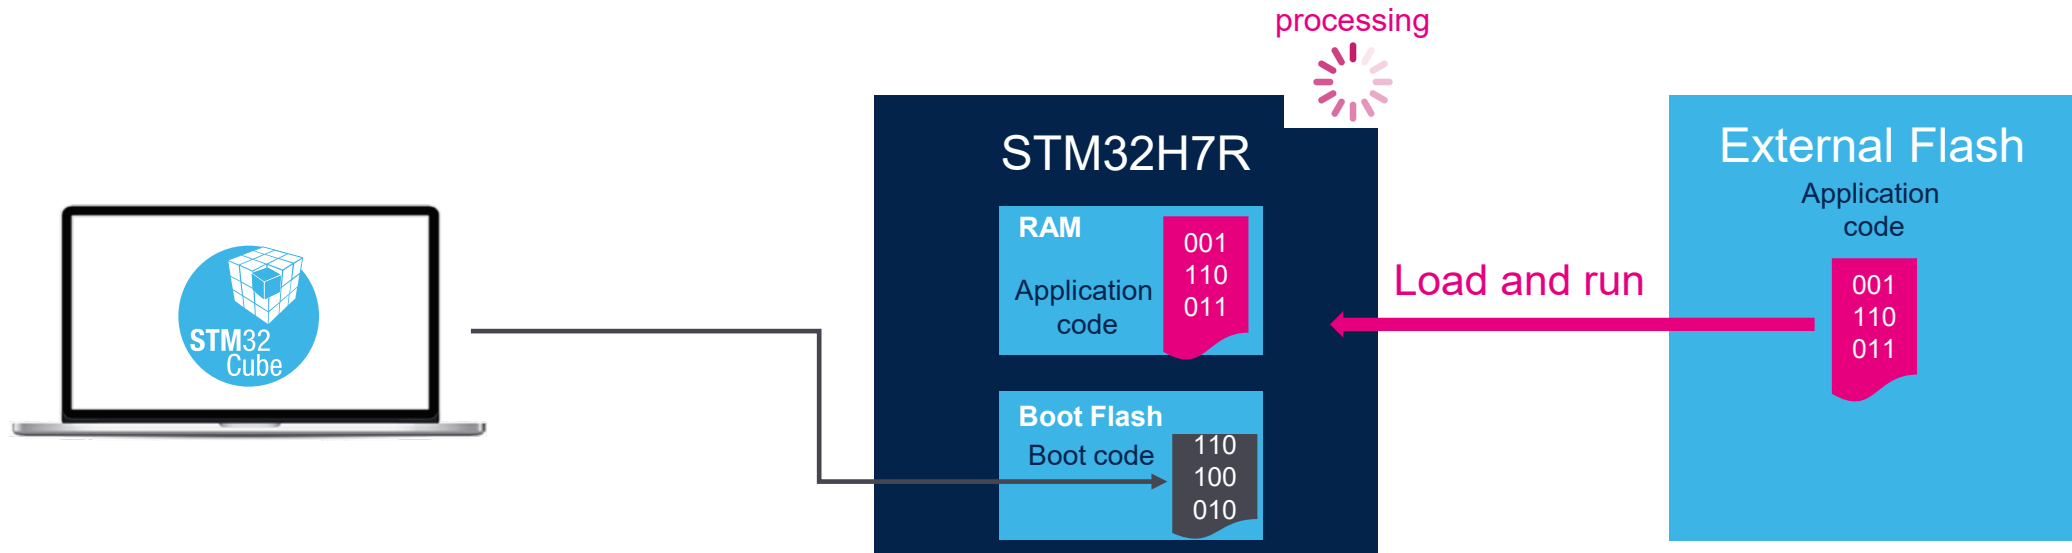 processing
STM32
Cube
STM32H7R
RAM
Application
code
001
110
011
Boot Flash
Boot code
110
100
010
Load and run
External Flash
Application
code
001
110
011